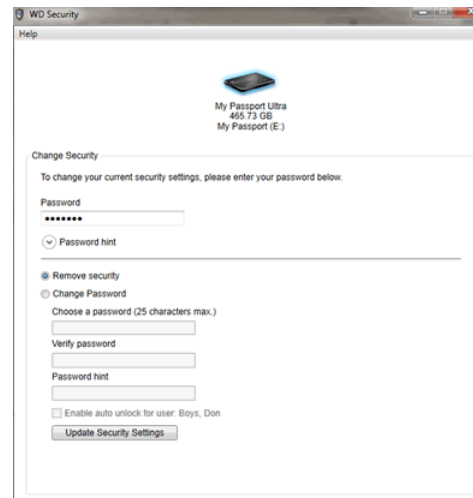 WD Security
Help
My Passport Ultra
465.73 GB
My Passport (E:)
Change Security
To change your current security settings, please enter your password below.
Password
•••••••
Password hint
Remove security
Change Password
Choose a password (25 characters max.)
Verify password
Password hint
Enable auto unlock for user: Boys, Don
Update Security Settings